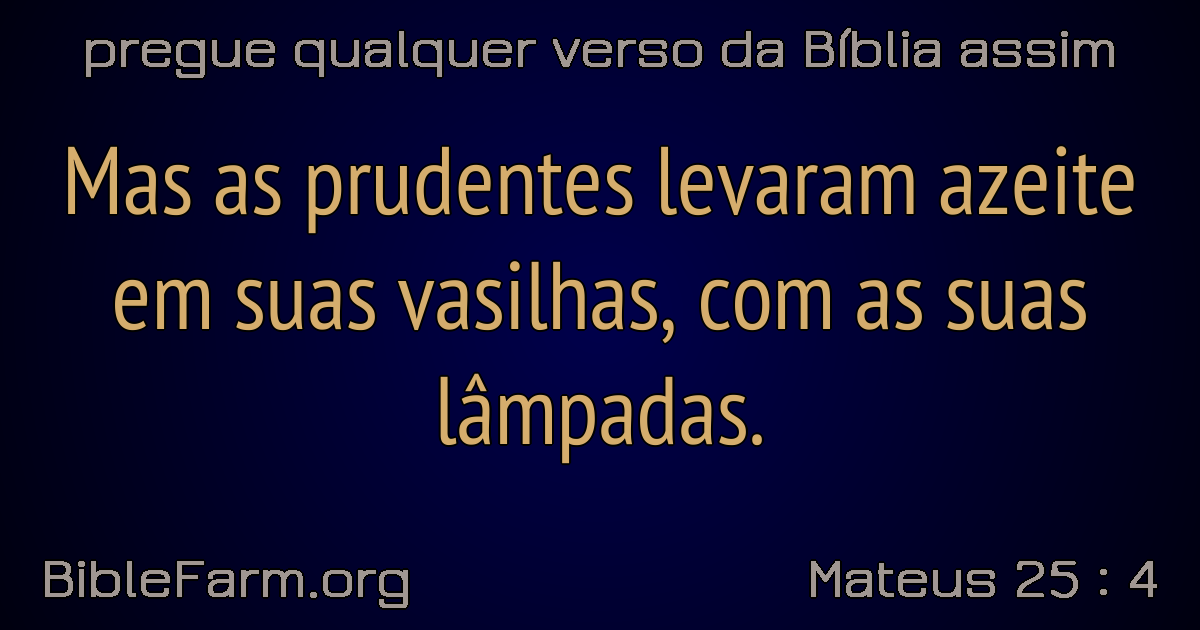 pregue qualquer verso da Bíblia assim
Mas as prudentes levaram azeite
em suas vasilhas, com as suas
lâmpadas.
BibleFarm.org
Mateus 25 : 4